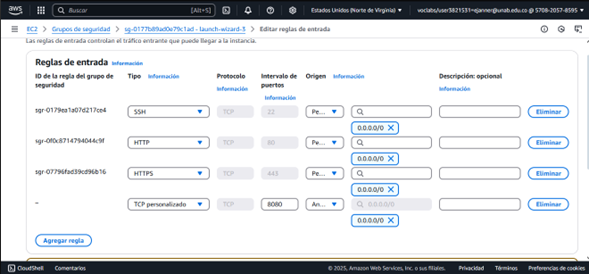 aws
Buscar [Alt+S] Estados Unidos (Norte de Virginia) voclabs/user3821531=ejanner@unab.edu.co @ 5708-2057-8595
EC2 > Grupos de seguridad > sg-0177b89ad0e79c1ad - launch-wizard-3 > Editar reglas de entrada
Las reglas de entrada controlan el tráfico entrante que puede llegar a la instancia.
Reglas de entrada Información
ID de la regla del grupo de seguridad Tipo Información Protocolo Información Intervalo de puertos Información Origen Información Descripción: opcional Información
sgr-0179ea1a07d217ce4 SSH TCP 22 Pe... Eliminar
0.0.0.0/0 X
sgr-0f0c8714794044c9f HTTP TCP 80 Pe... Eliminar
0.0.0.0/0 X
sgr-07796fad39cd96b16 HTTPS TCP 443 Pe... Eliminar
0.0.0.0/0 X
– TCP personalizado TCP 8080 An... 0.0.0.0/0 Eliminar
0.0.0.0/0 X
Agregar regla
CloudShell Comentarios © 2025, Amazon Web Services, Inc. o sus filiales. Privacidad Términos Preferencias de cookies